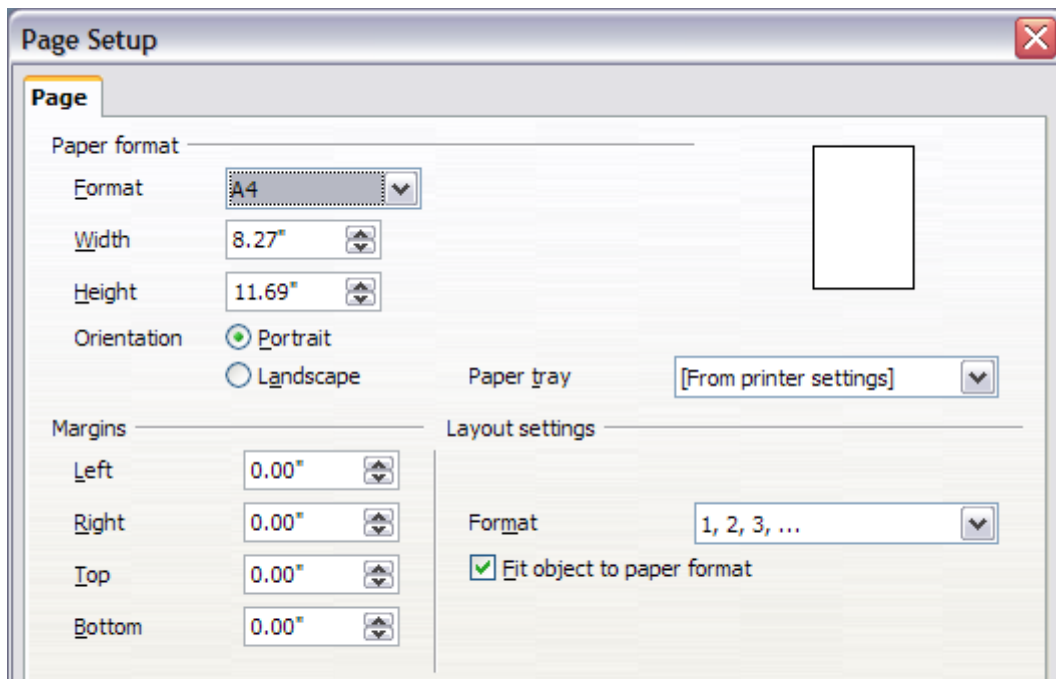 Page Setup
Page
Paper format
Format A4
Width 8.27"
Height 11.69"
Orientation Portrait
Landscape Paper tray [From printer settings]
Margins Layout settings
Left 0.00"
Right 0.00" Format 1, 2, 3, ...
Top 0.00" Fit object to paper format
Bottom 0.00"